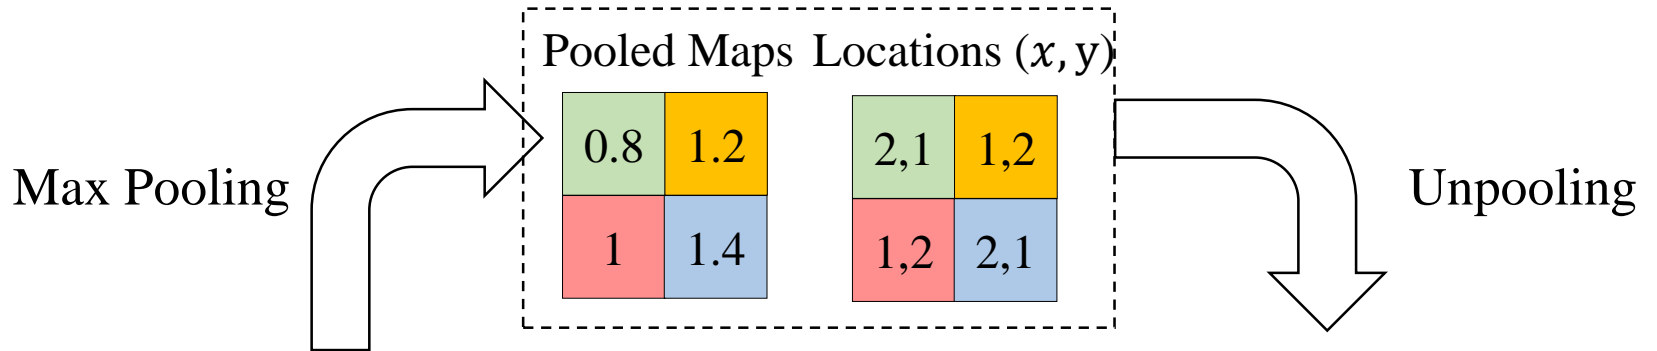 Pooled Maps Locations (x,y)
0.8 1.2 2,1 1,2
Max Pooling Unpooling
1 1.4 1,2 2,1